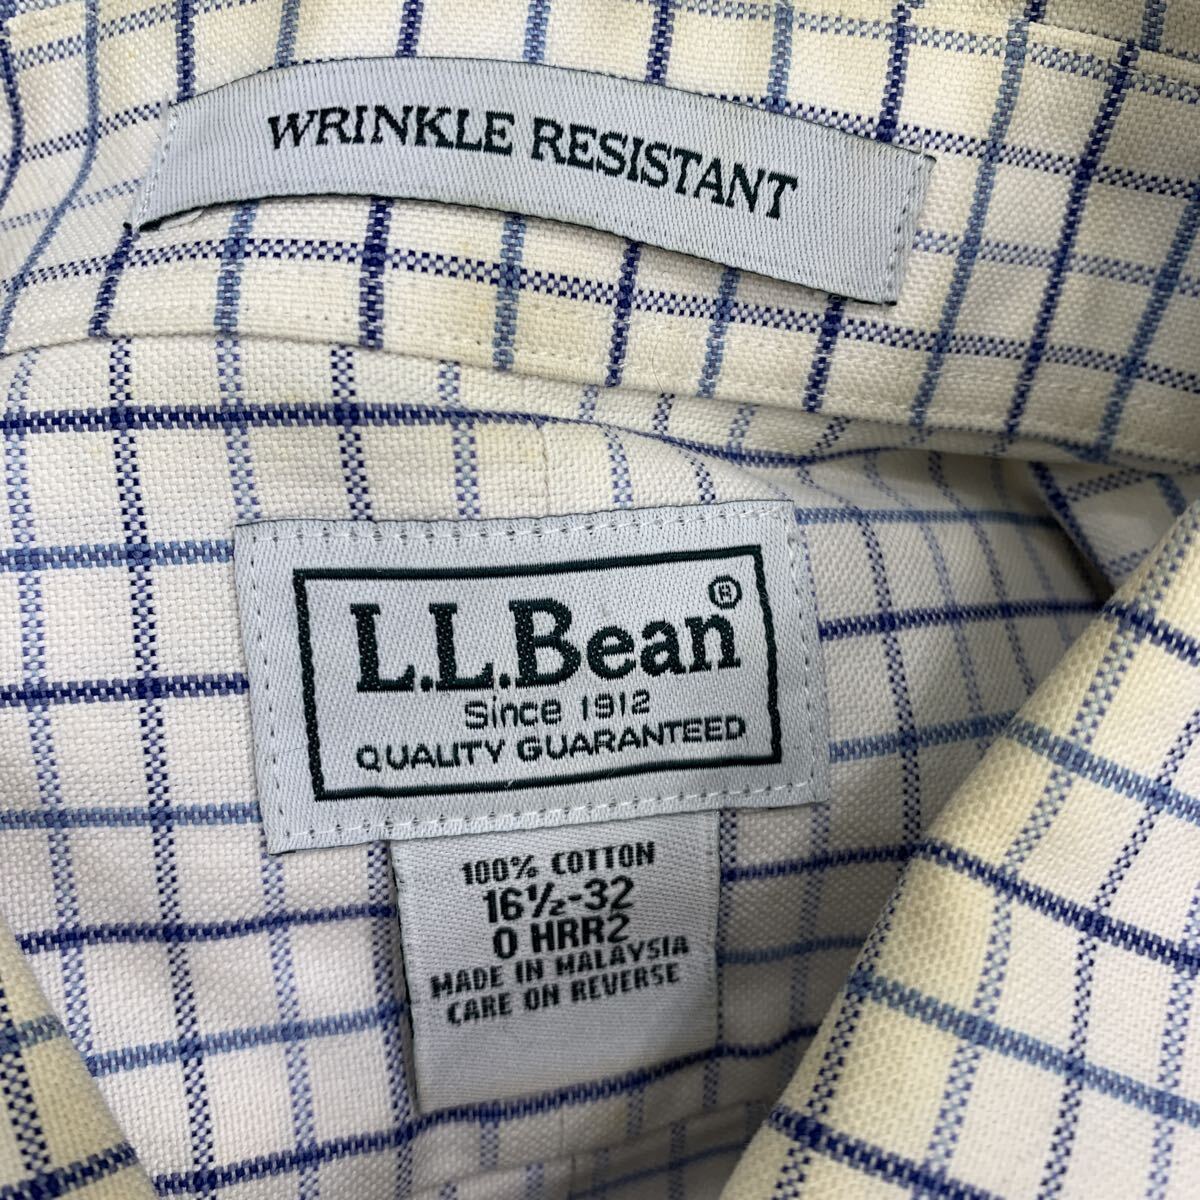 WRINKLE RESISTANT
L.L.Bean®
Since 1912
QUALITY GUARANTEED
100% COTTON
16½-32
0 HRR2
MADE IN MALAYSIA
CARE ON REVERSE